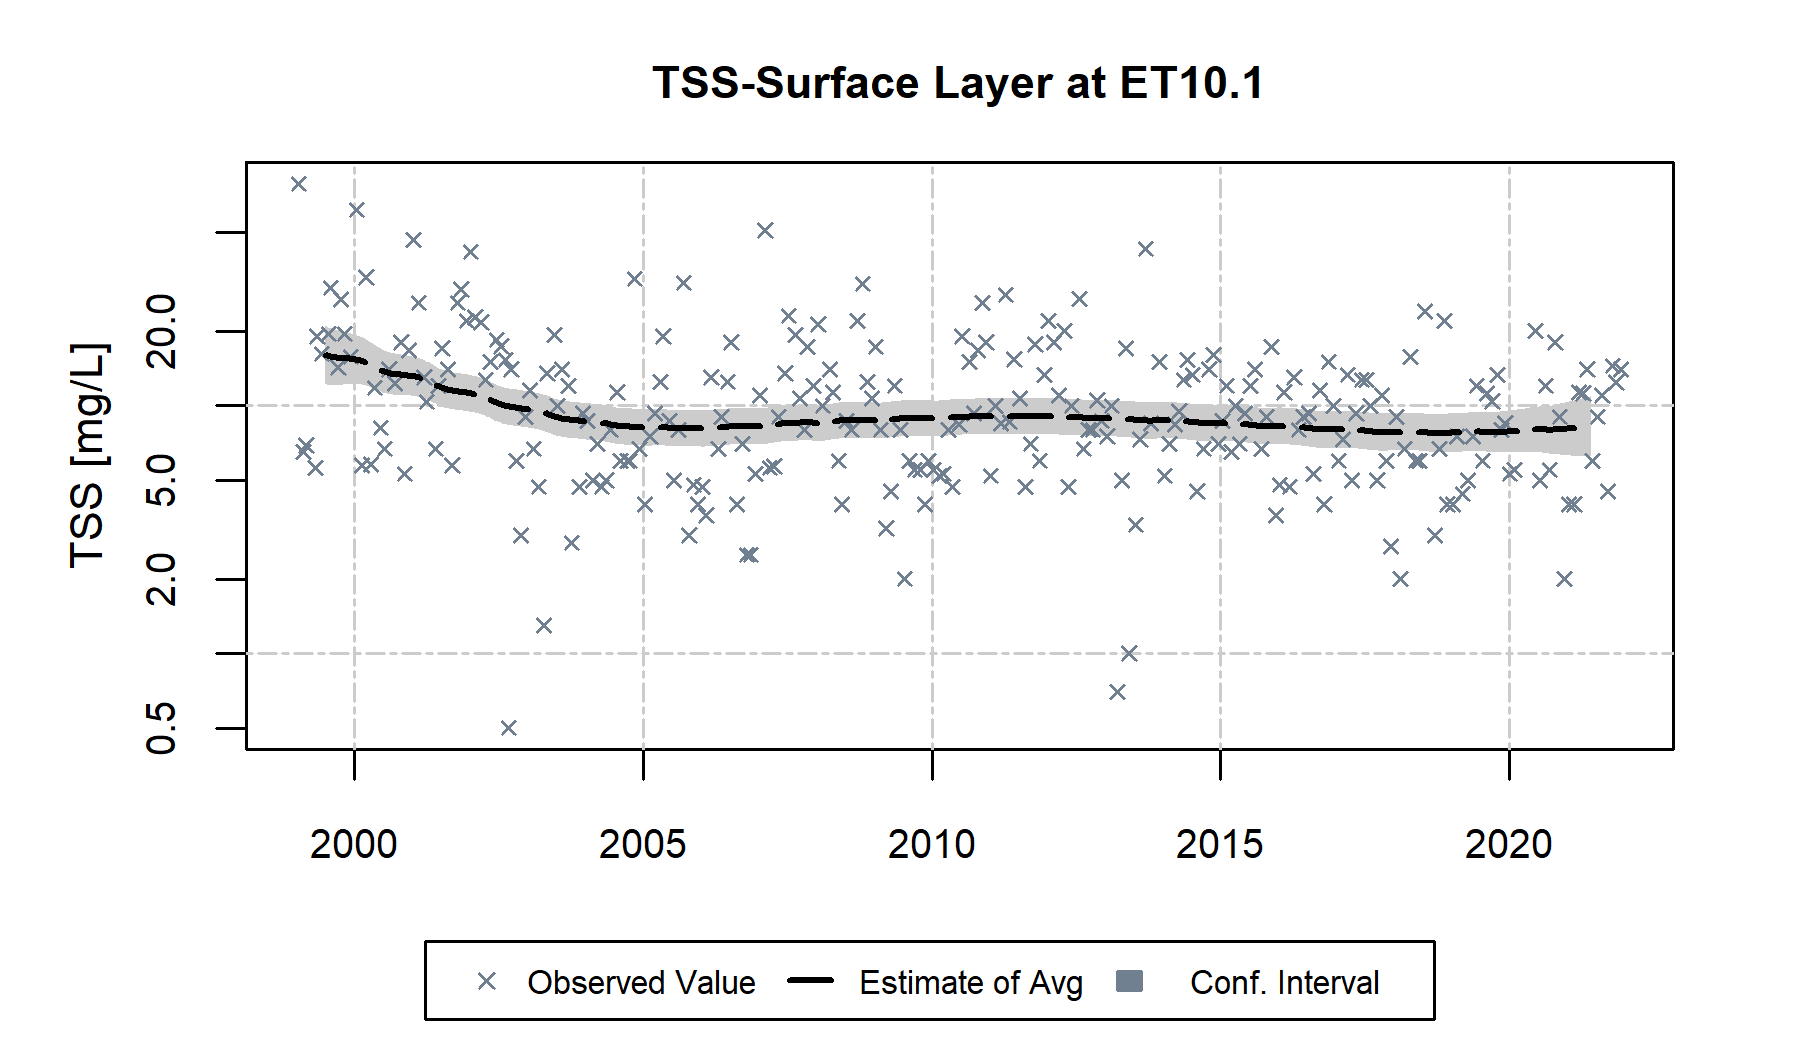 TSS-Surface Layer at ET10.1
TSS [mg/L]
20.0
5.0
2.0
0.5
2000 2005 2010 2015 2020
Observed Value Estimate of Avg Conf. Interval